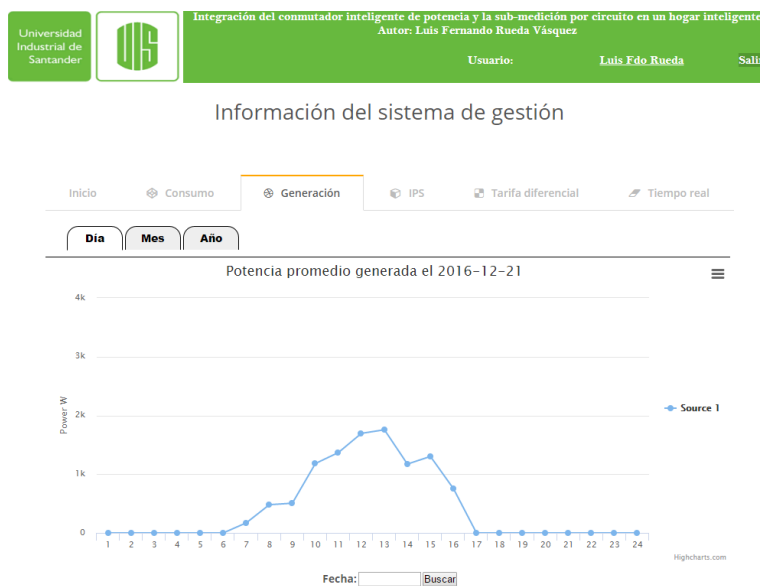 Universidad
Industrial de
Santander
Integración del conmutador inteligente de potencia y la sub-medición por circuito en un hogar inteligente
Autor: Luis Fernando Rueda Vásquez
Usuario: Luis Fdo Rueda
Información del sistema de gestión
Inicio Consumo Generación IPS Tarifa diferencial Tiempo real
Día Mes Año
Potencia promedio generada el 2016-12-21
4k
3k
2k
1k
0
Power W
Source 1
1 2 3 4 5 6 7 8 9 10 11 12 13 14 15 16 17 18 19 20 21 22 23 24
Highcharts.com
Fecha: Buscar